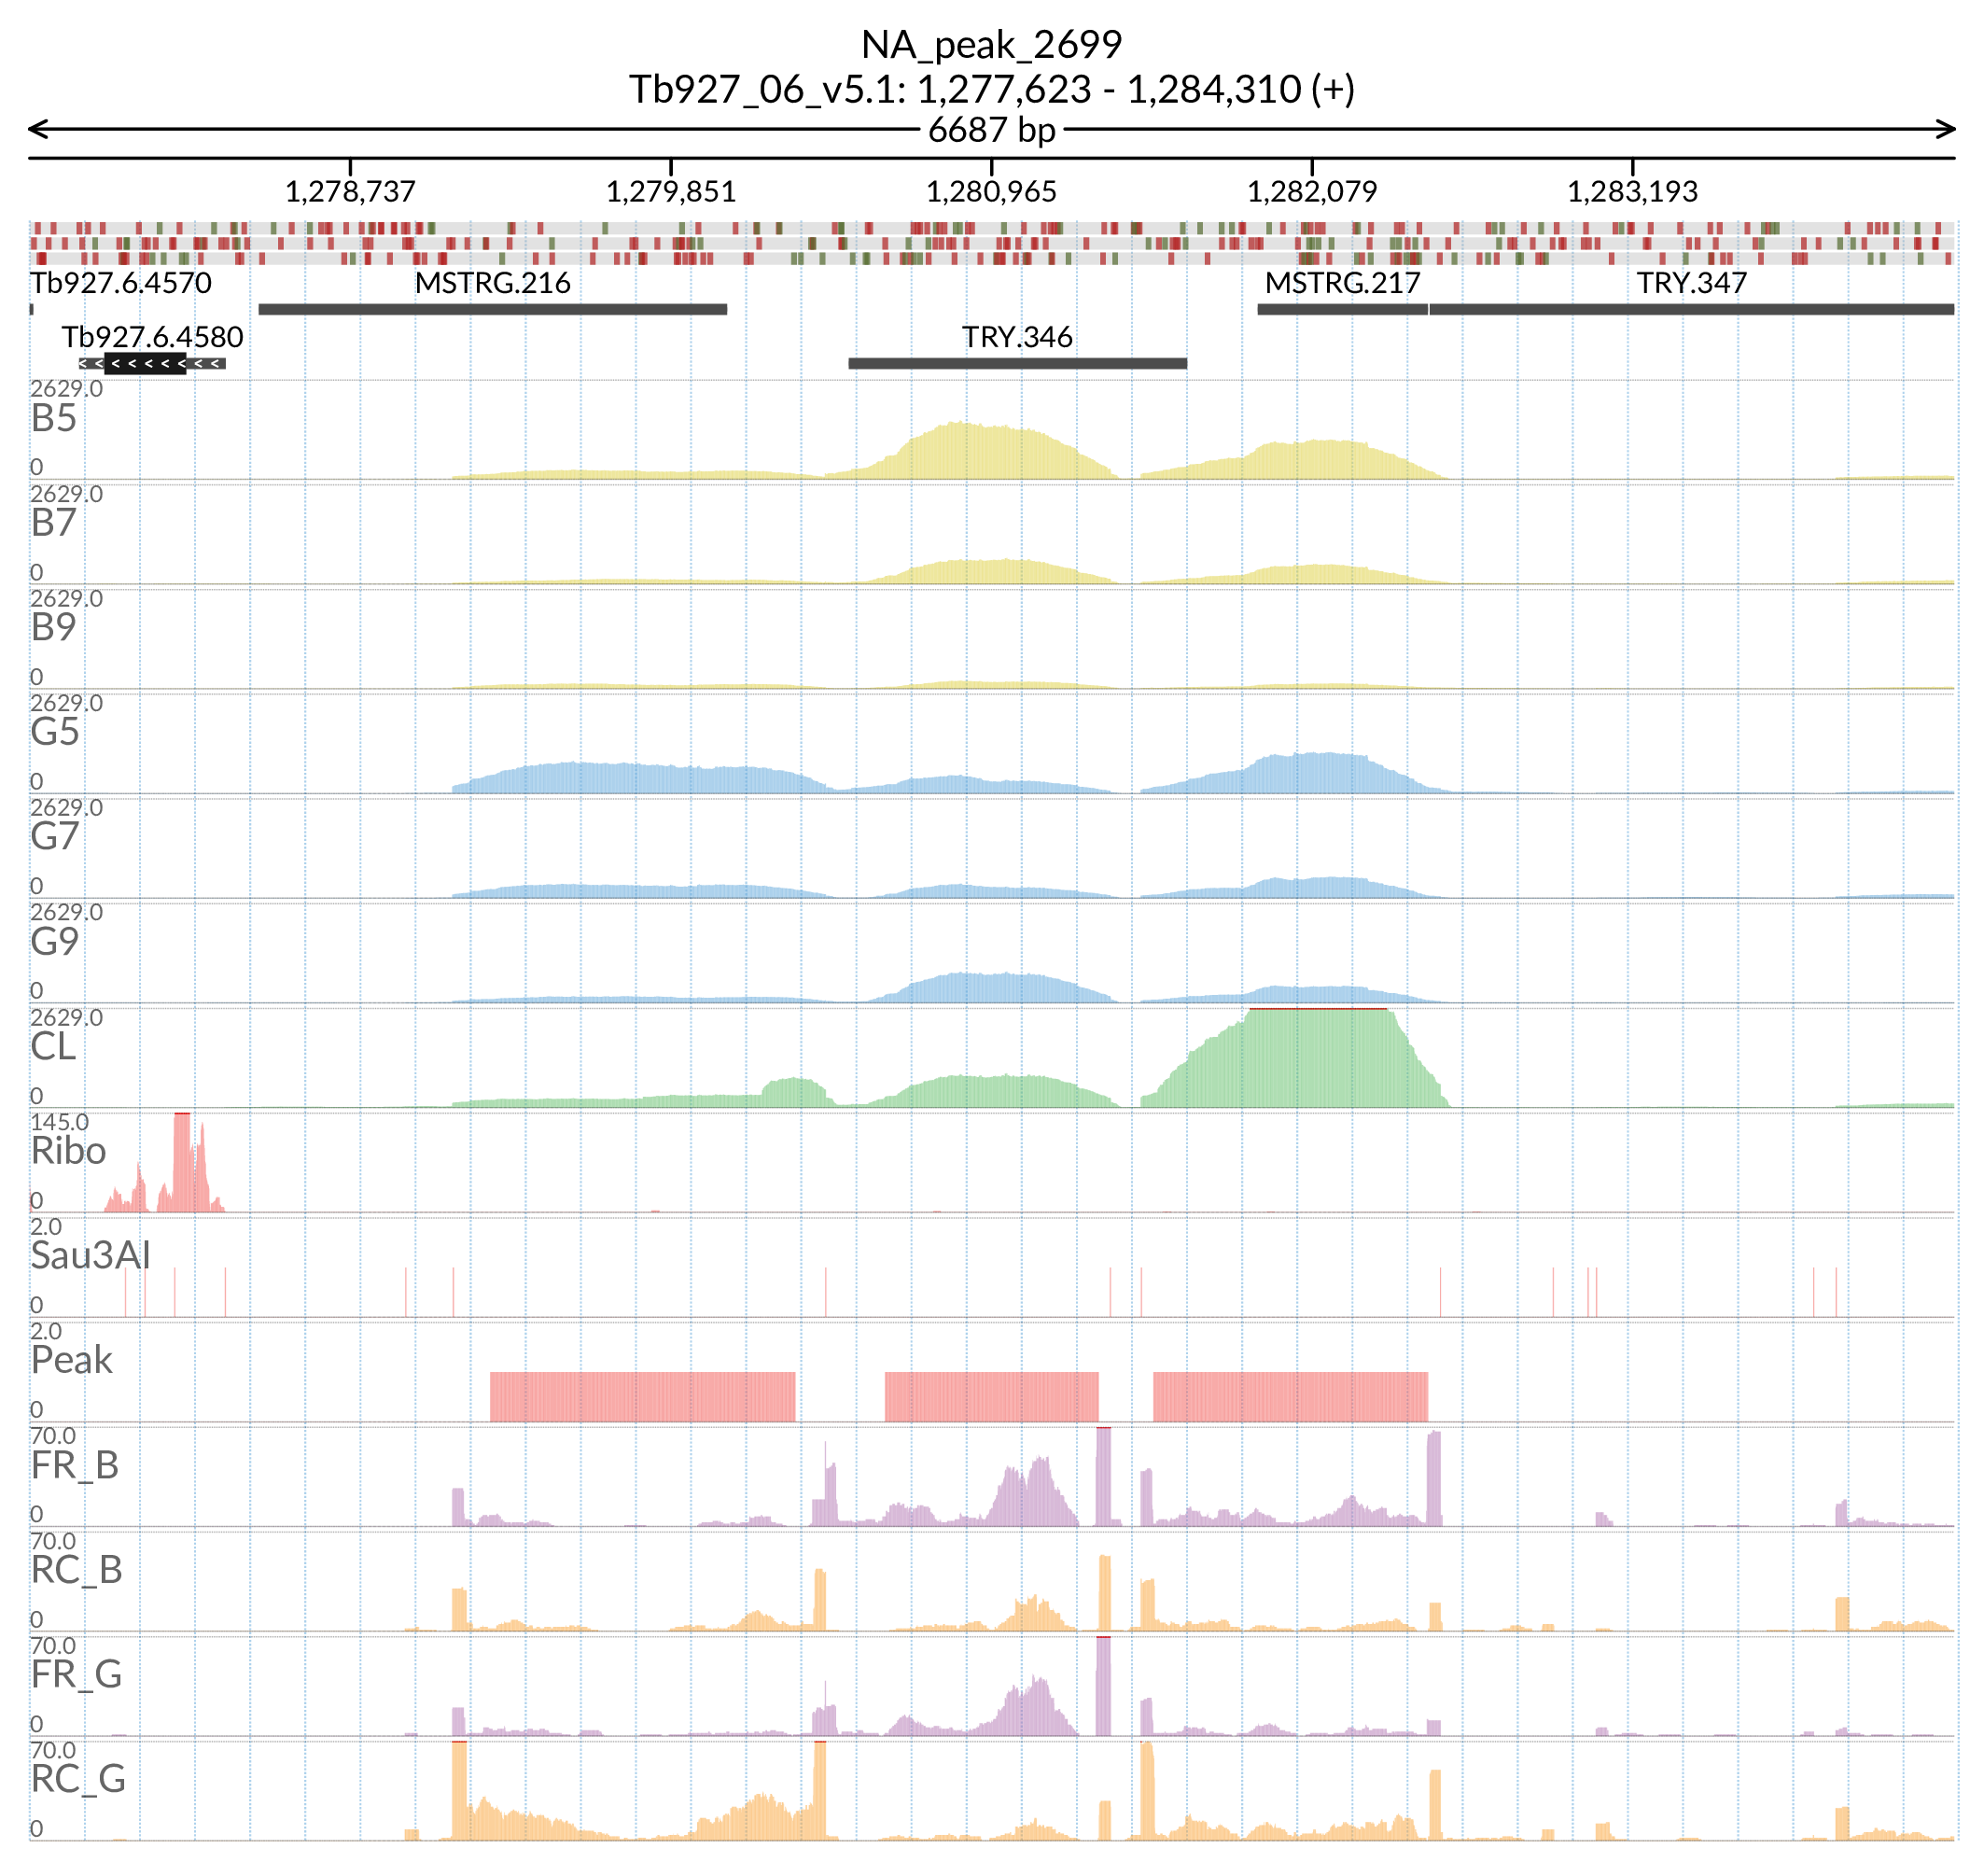 NA_peak_2699
Tb927_06_v5.1: 1,277,623 - 1,284,310 (+)
6687 bp
1,278,737 1,279,851 1,280,965 1,282,079 1,283,193
Tb927.6.4570 MSTRG.216 MSTRG.217 TRY.347
Tb927.6.4580 TRY.346
2629.0
B5
0
2629.0
B7
0
2629.0
B9
0
2629.0
G5
0
2629.0
G7
0
2629.0
G9
0
2629.0
CL
0
145.0
Ribo
0
2.0
Sau3AI
0
2.0
Peak
0
70.0
FR_B
0
70.0
RC_B
0
70.0
FR_G
0
70.0
RC_G
0